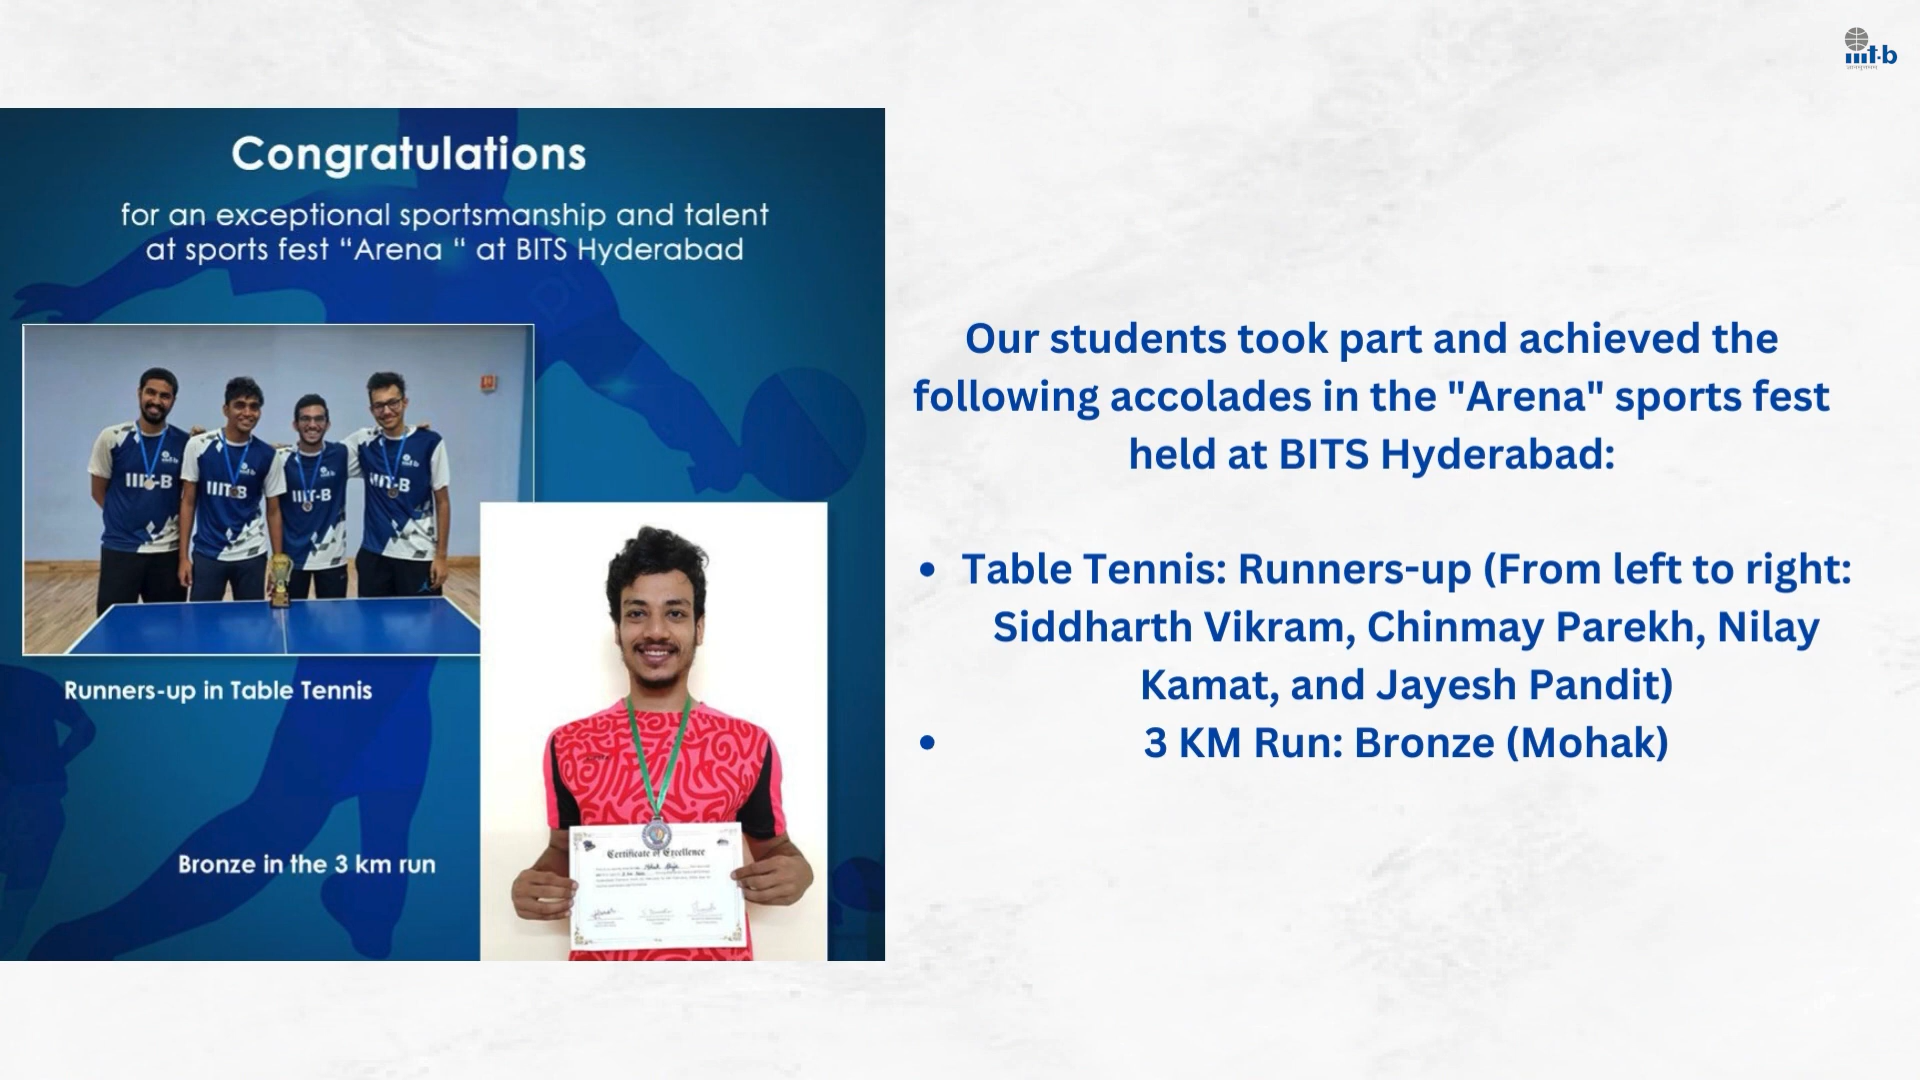 iiit-b
Congratulations
for an exceptional sportsmanship and talent
at sports fest “Arena “ at BITS Hyderabad
IIIT-B
IIIT-B
IIIT-B
IIIT-B
Runners-up in Table Tennis
Bronze in the 3 km run
Certificate of Excellence
Our students took part and achieved the
following accolades in the "Arena" sports fest
held at BITS Hyderabad:
• Table Tennis: Runners-up (From left to right:
Siddharth Vikram, Chinmay Parekh, Nilay
Kamat, and Jayesh Pandit)
• 3 KM Run: Bronze (Mohak)